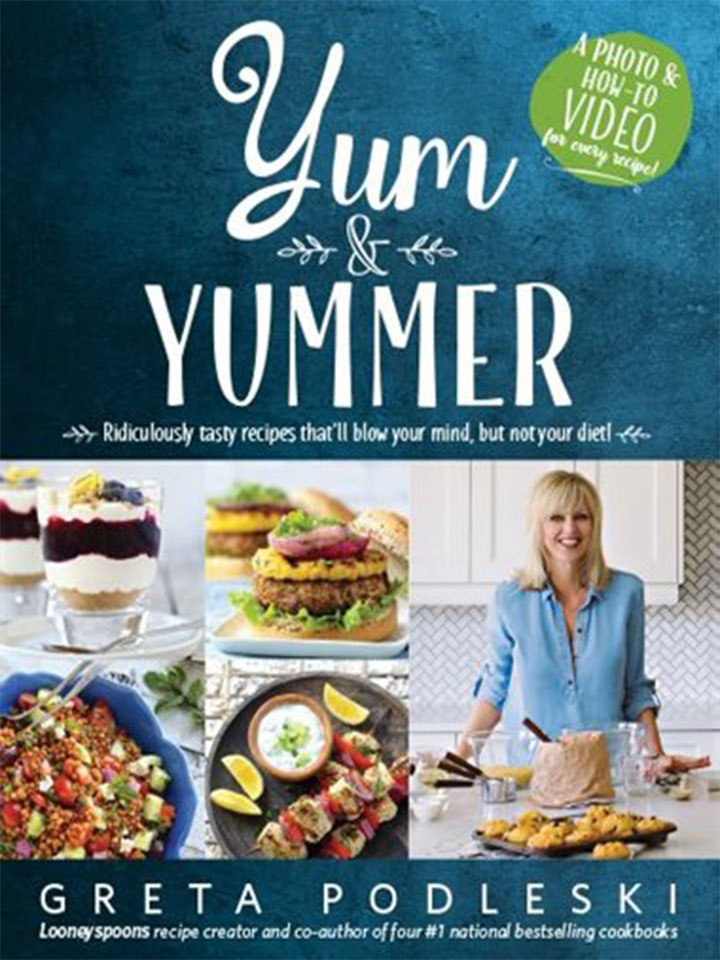 A PHOTO &
HOW-TO
VIDEO
for every recipe!
Yum
&
YUMMER
Ridiculously tasty recipes that'll blow your mind, but not your diet!
GRETA PODLESKI
Looneyspoons recipe creator and co-author of four #1 national bestselling cookbooks